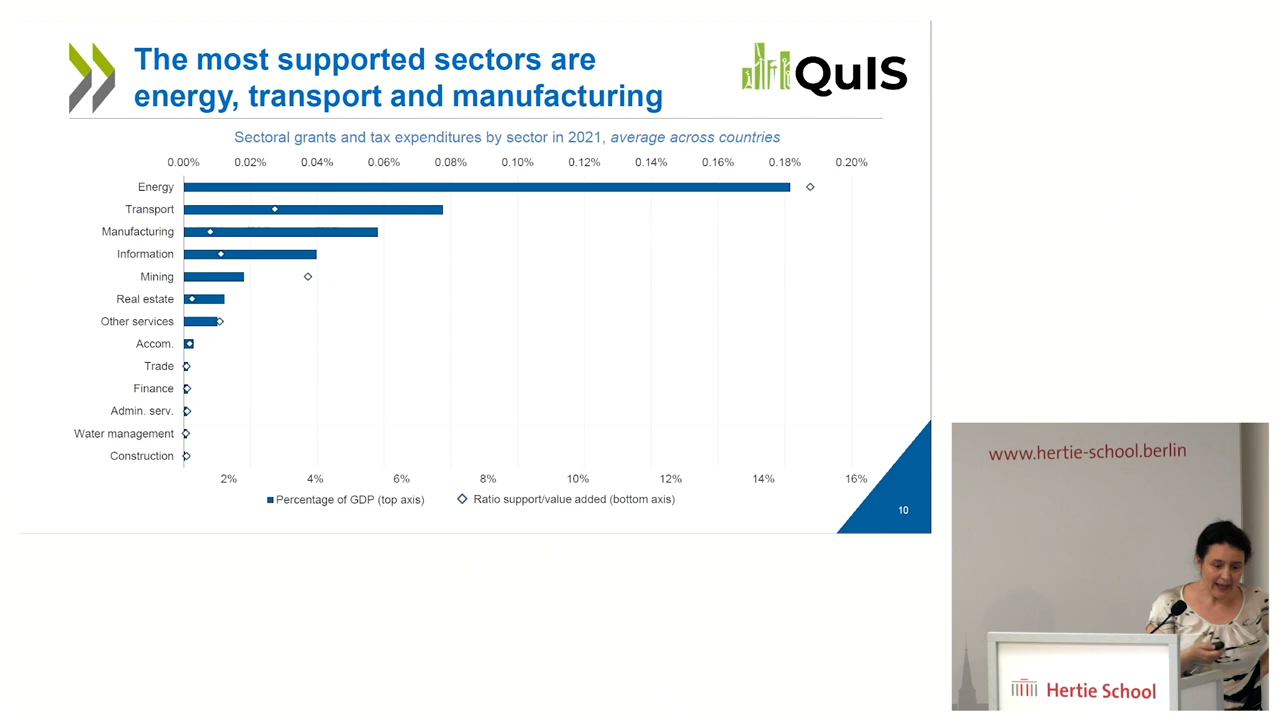 The most supported sectors are
energy, transport and manufacturing
QuIS
Sectoral grants and tax expenditures by sector in 2021, average across countries
0.00% 0.02% 0.04% 0.06% 0.08% 0.10% 0.12% 0.14% 0.16% 0.18% 0.20%
Energy
Transport
Manufacturing
Information
Mining
Real estate
Other services
Accom.
Trade
Finance
Admin. serv.
Water management
Construction
2% 4% 6% 8% 10% 12% 14% 16%
Percentage of GDP (top axis) Ratio support/value added (bottom axis)
10
www.hertie-school.berlin
Hertie School